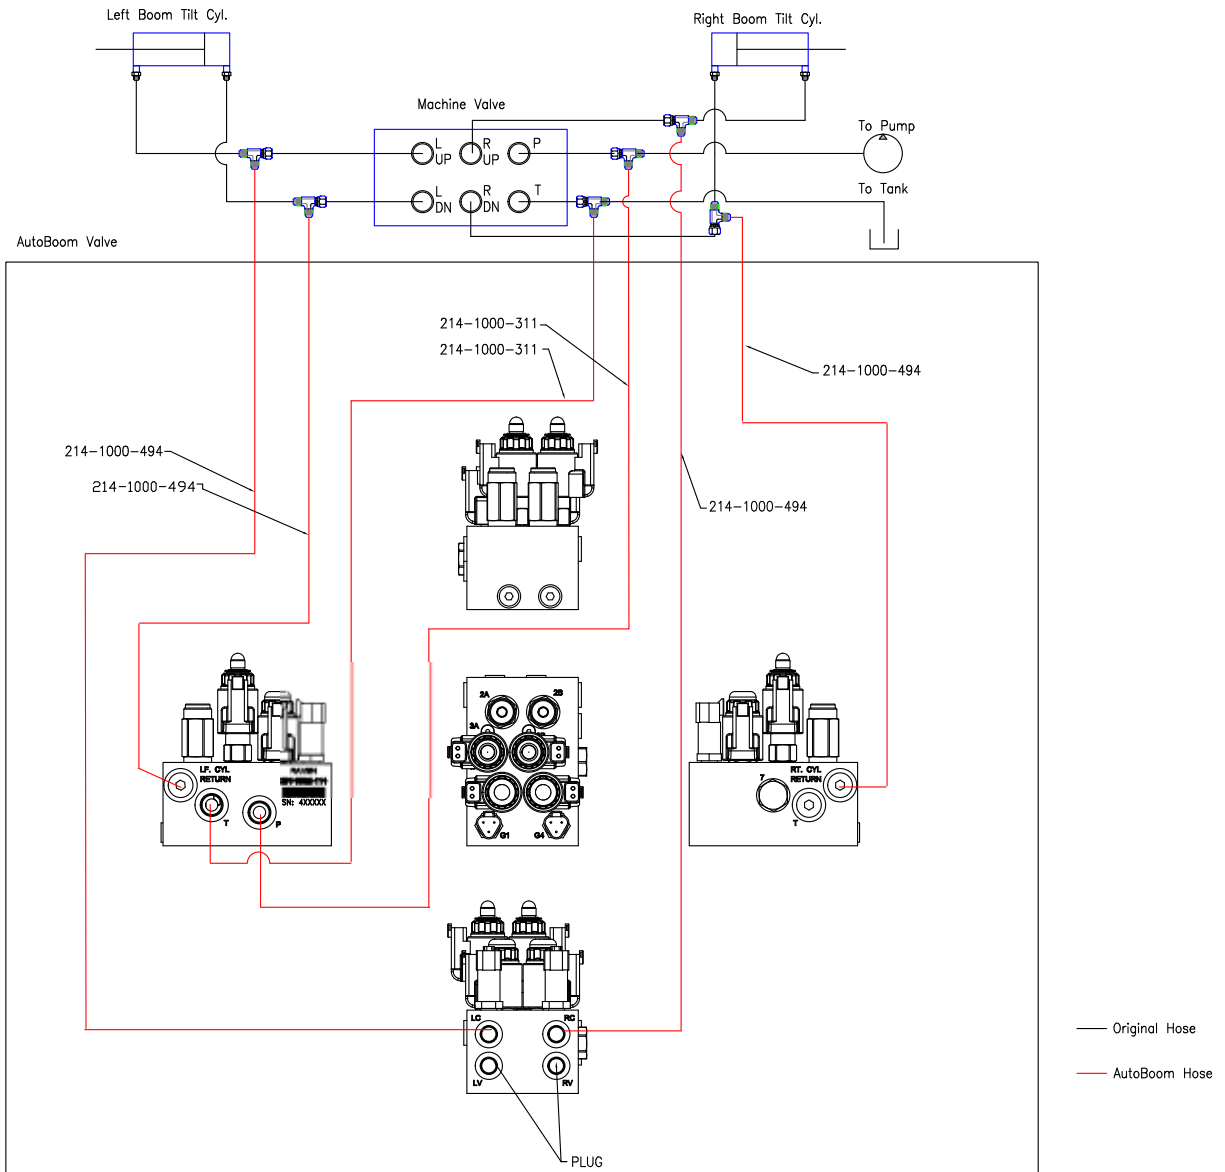 Left Boom Tilt Cyl.
Right Boom Tilt Cyl.
Machine Valve
To Pump
L
UP
R
UP
P
To Tank
L
DN
R
DN
T
AutoBoom Valve
214-1000-311
214-1000-311
214-1000-494
214-1000-494
214-1000-494
214-1000-494
2A
2B
3A
LF. CYL
RETURN
SN: 4XXXXX
T
P
G1
G4
7
RT. CYL
RETURN
T
LC
RC
LV
RV
PLUG
Original Hose
AutoBoom Hose